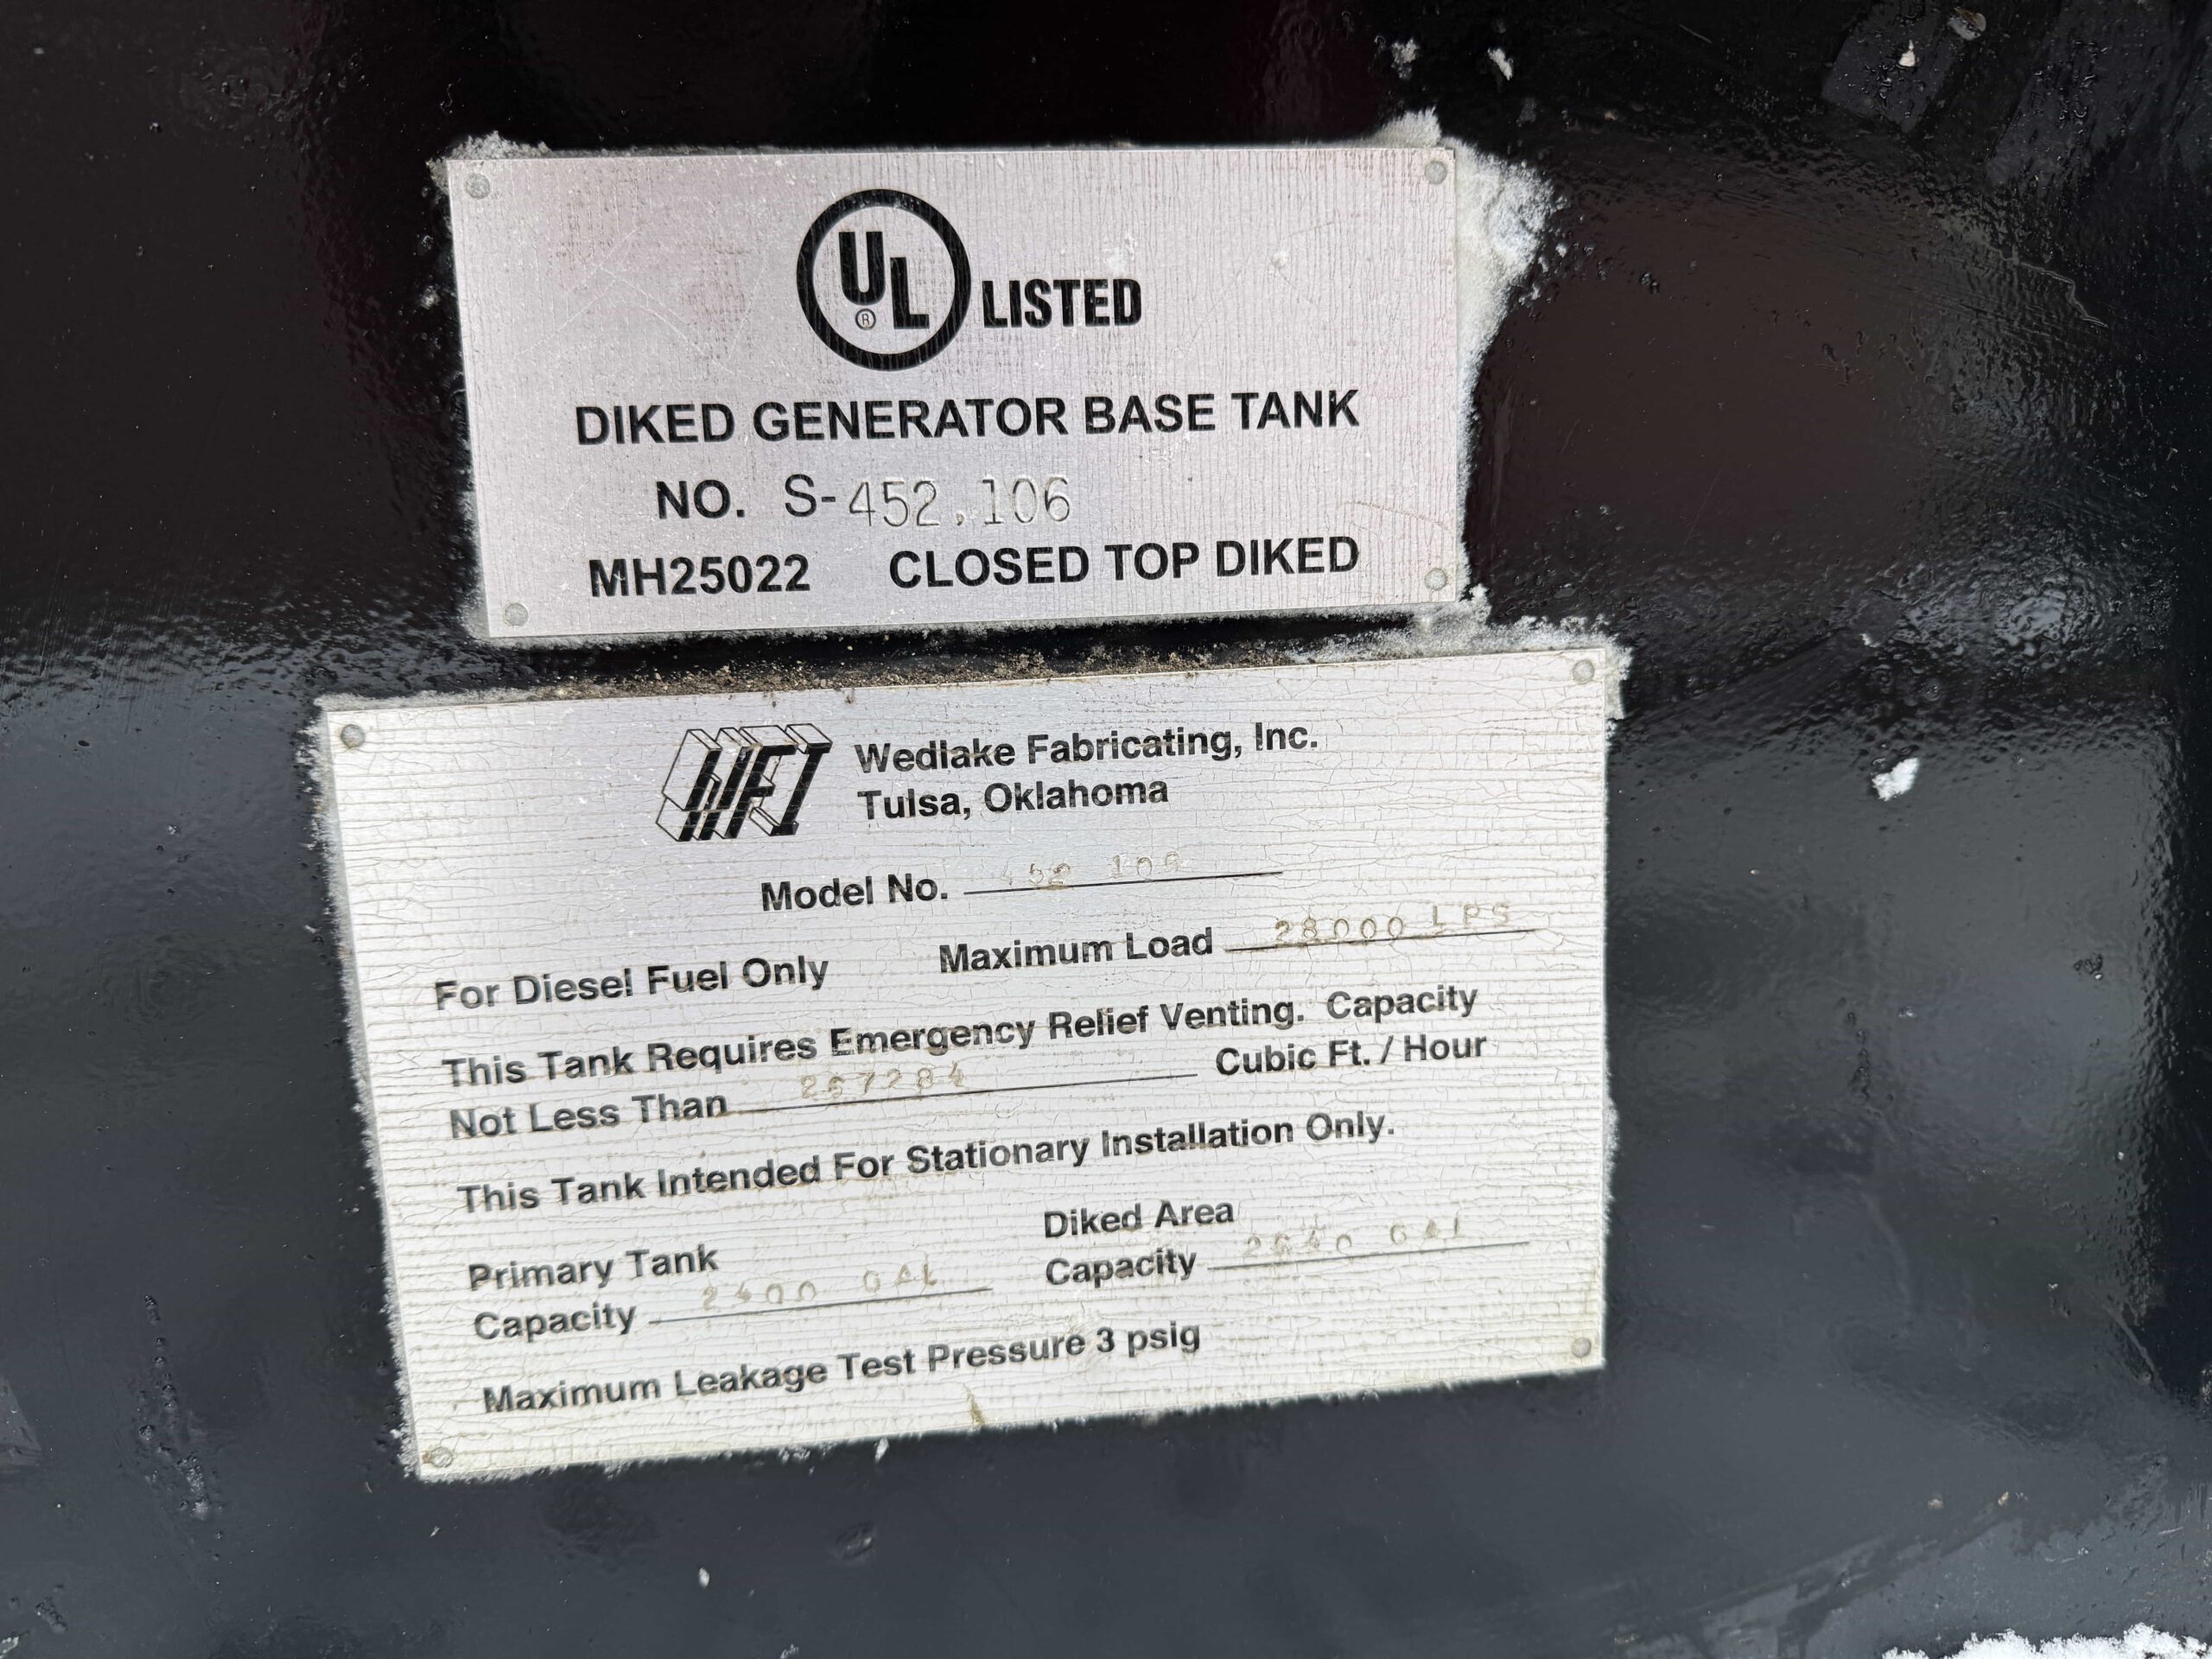 UL® LISTED
DIKED GENERATOR BASE TANK
NO. S-452,106
MH25022 CLOSED TOP DIKED
WFI Wedlake Fabricating, Inc.
Tulsa, Oklahoma
Model No.
For Diesel Fuel Only Maximum Load 28000 LPS
This Tank Requires Emergency Relief Venting. Capacity
Not Less Than Cubic Ft. / Hour
This Tank Intended For Stationary Installation Only.
Primary Tank Diked Area
Capacity 2400 GAL Capacity 2640 GAL
Maximum Leakage Test Pressure 3 psig